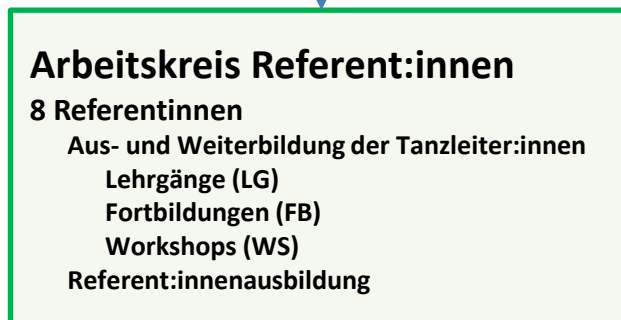 Arbeitskreis Referent:innen
8 Referentinnen
Aus- und Weiterbildung der Tanzleiter:innen
Lehrgänge (LG)
Fortbildungen (FB)
Workshops (WS)
Referent:innenausbildung